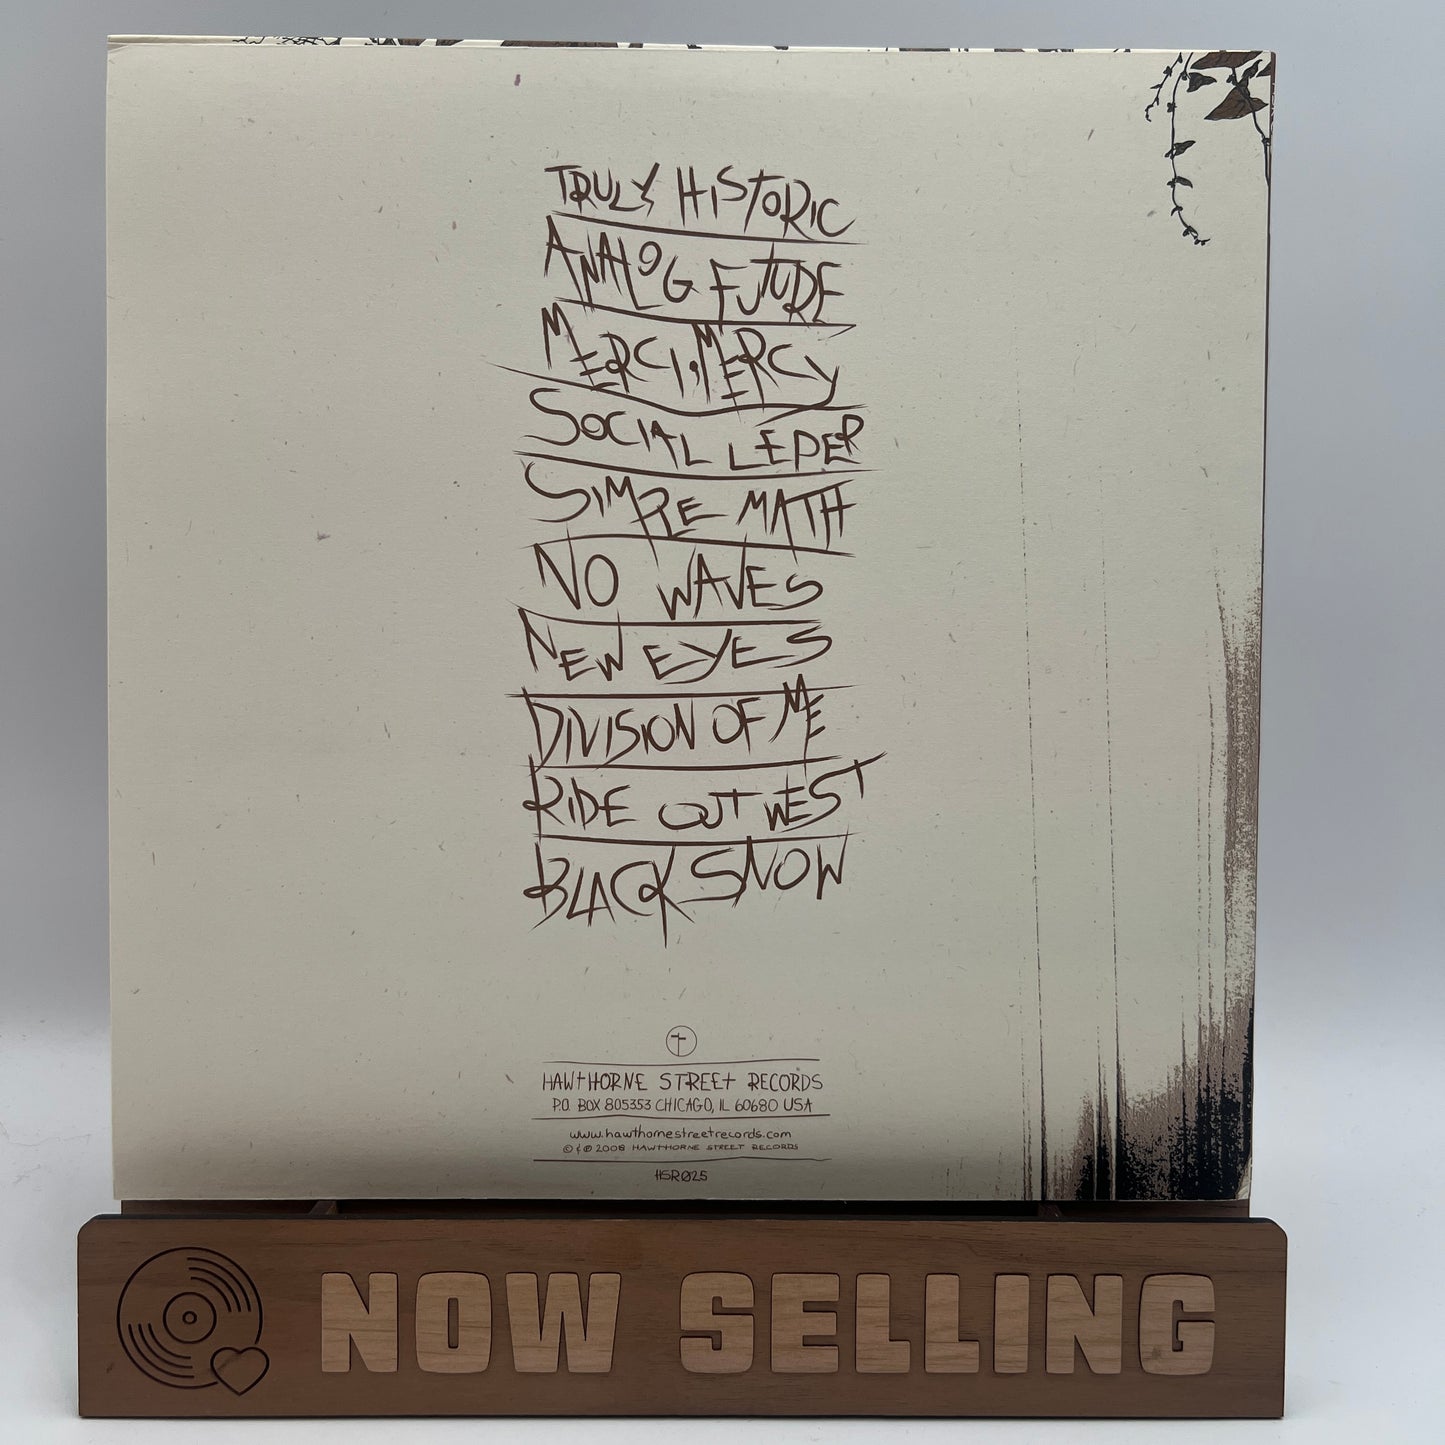 TRULY HISTORIC
ANALOG FUTURE
MERCI, MERCY
SOCIAL LEPER
SIMPLE MATH
NO WAVES
NEW EYES
DIVISION OF ME
RIDE OUT WEST
BLACK SNOW
HAWTHORNE STREET RECORDS
P.O. BOX 805353 CHICAGO, IL 60680 USA
www.hawthornestreetrecords.com
© & ℗ 2008 HAWTHORNE STREET RECORDS
HSR025
NOW SELLING